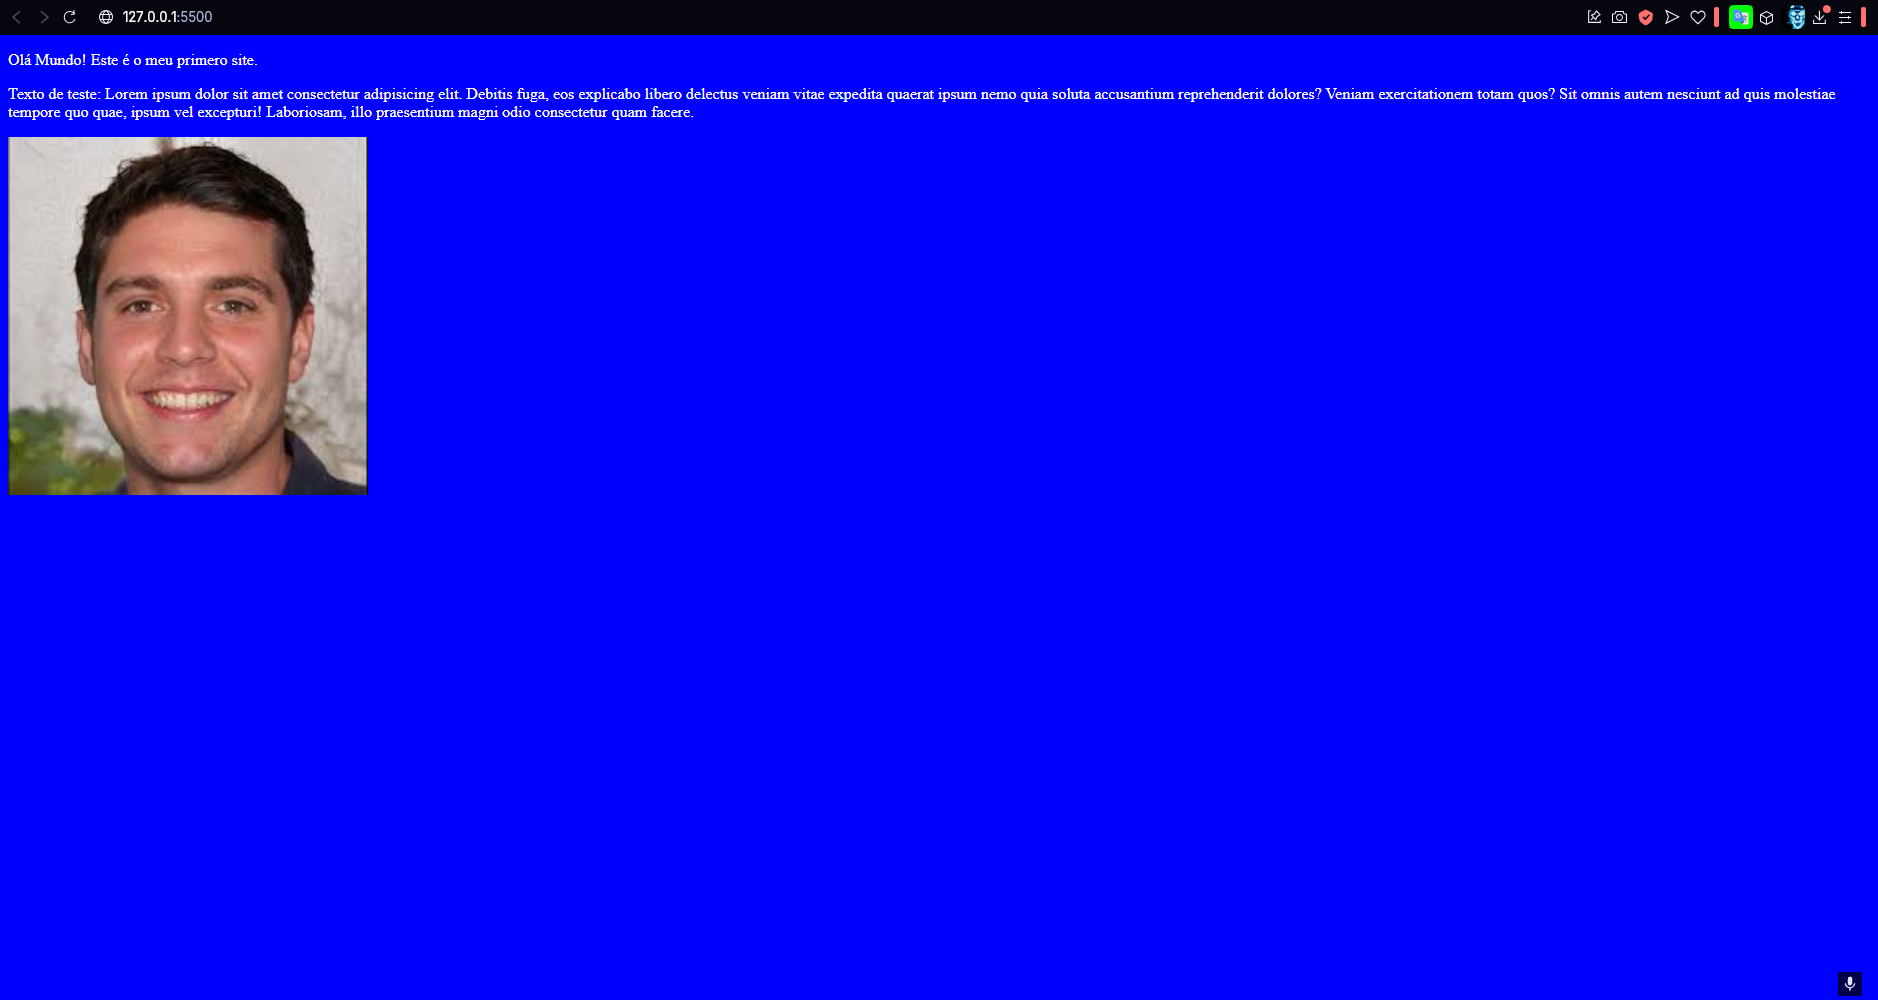 127.0.0.1:5500
Olá Mundo! Este é o meu primero site.
Texto de teste: Lorem ipsum dolor sit amet consectetur adipisicing elit. Debitis fuga, eos explicabo libero delectus veniam vitae expedita quaerat ipsum nemo quia soluta accusantium reprehenderit dolores? Veniam exercitationem totam quos? Sit omnis autem nesciunt ad quis molestiae
tempore quo quae, ipsum vel excepturi! Laboriosam, illo praesentium magni odio consectetur quam facere.